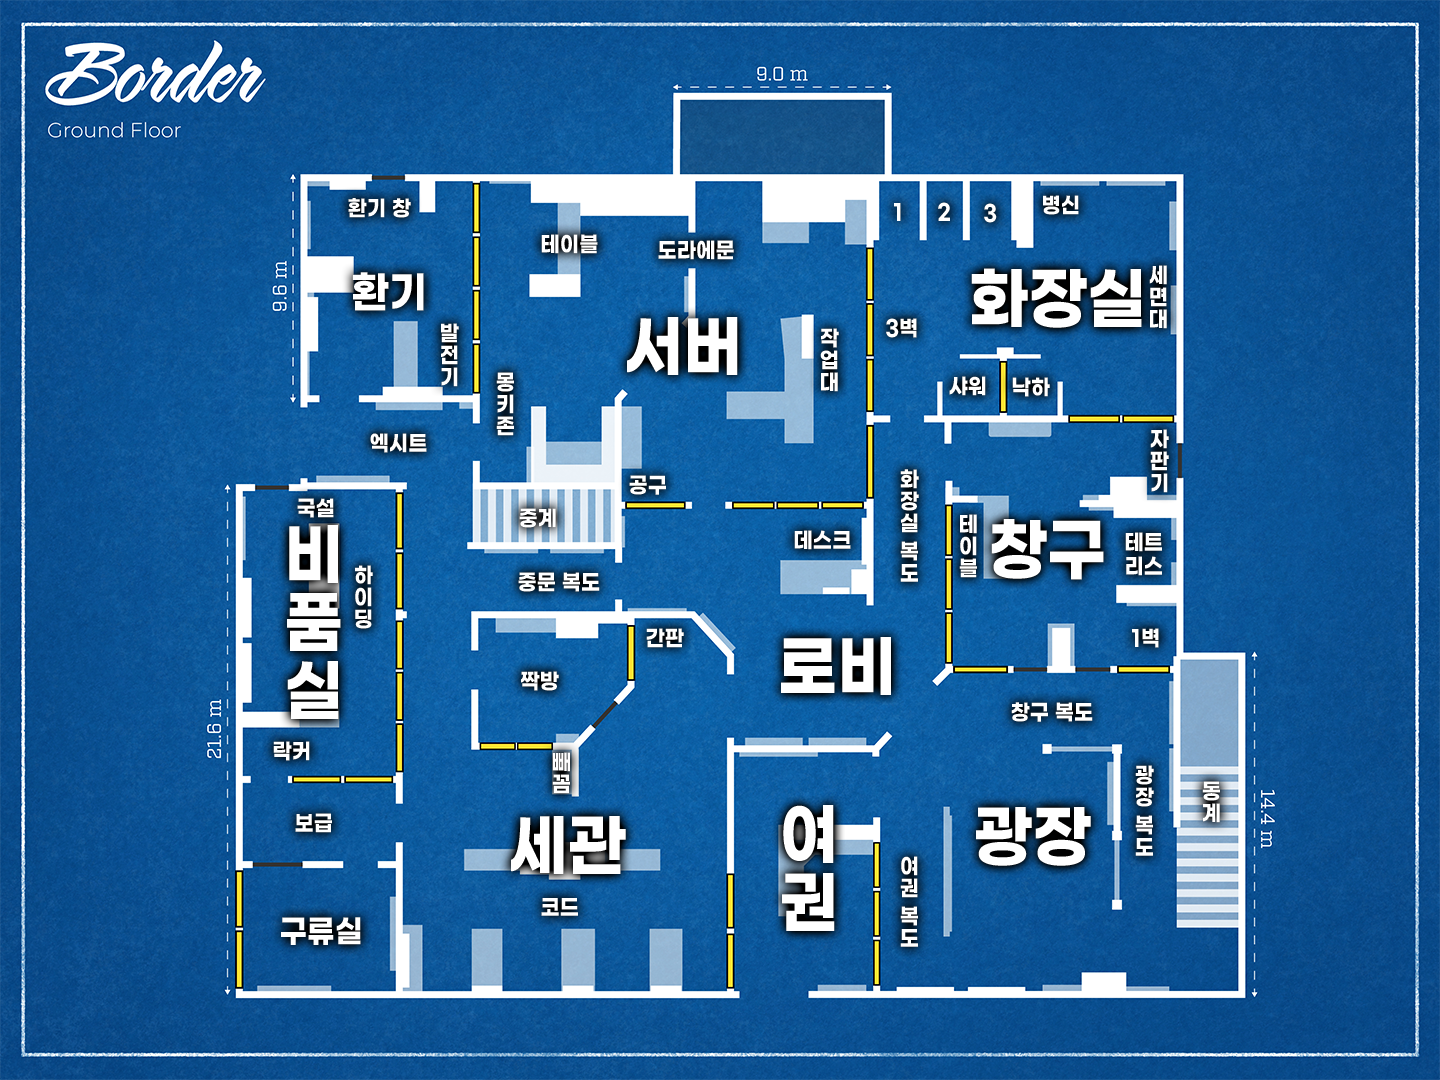 Border
Ground Floor
9.0 m
환기 창
테이블
도라에몽
1
2
3
병신
9.6 m
환기
화장실
세면대
발전기
서버
작업대
3벽
몽키존
샤워
낙하
엑시트
자판기
공구
화장실 복도
국설
중계
데스크
테이블
창구
테트
리스
비품실
하이딩
중문 복도
간판
1벽
짝방
로비
21.6 m
창구 복도
락커
빼꼼
광장 복도
동계
14.4 m
보급
세관
여권
광장
코드
여권 복도
구류실